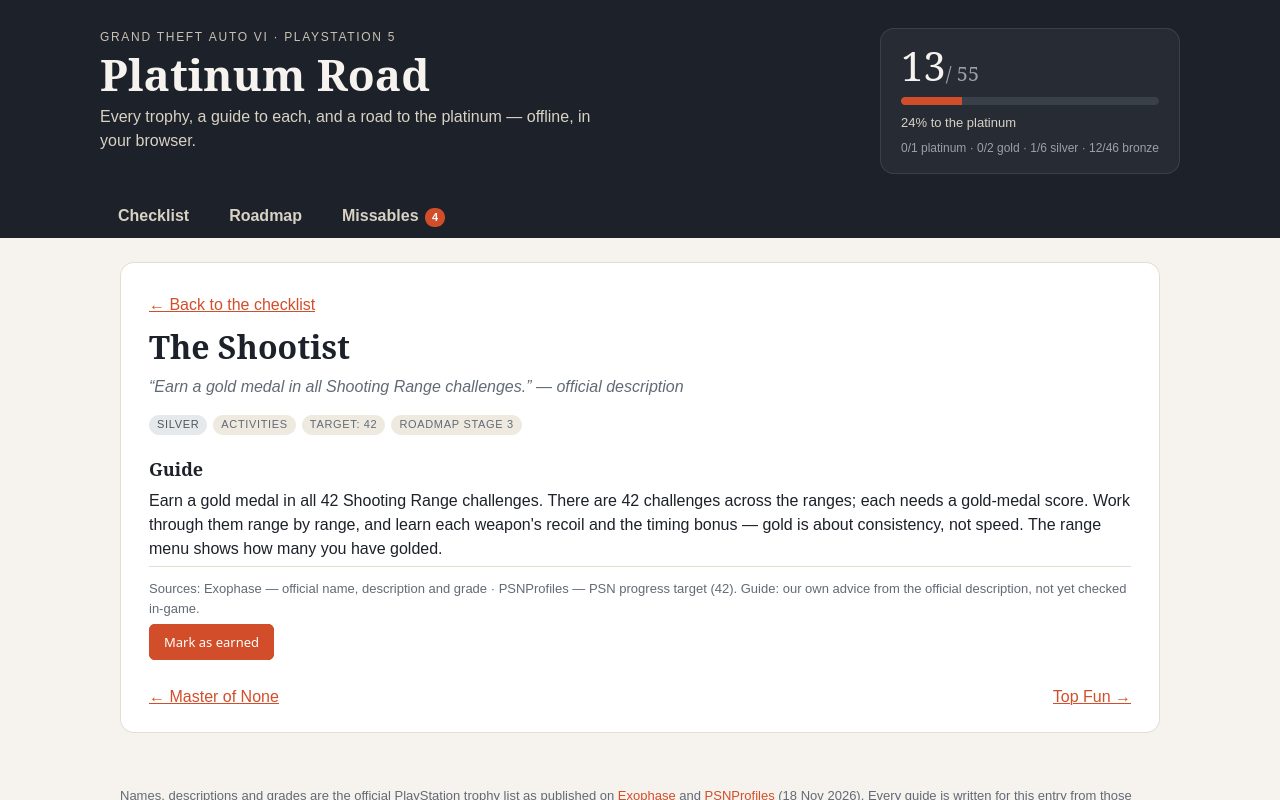 GRAND THEFT AUTO VI · PLAYSTATION 5
Platinum Road
Every trophy, a guide to each, and a road to the platinum — offline, in
your browser.
13/ 55
24% to the platinum
0/1 platinum · 0/2 gold · 1/6 silver · 12/46 bronze
Checklist Roadmap Missables 4
← Back to the checklist
The Shootist
“Earn a gold medal in all Shooting Range challenges.” — official description
SILVER ACTIVITIES TARGET: 42 ROADMAP STAGE 3
Guide
Earn a gold medal in all 42 Shooting Range challenges. There are 42 challenges across the ranges; each needs a gold-medal score. Work
through them range by range, and learn each weapon's recoil and the timing bonus — gold is about consistency, not speed. The range
menu shows how many you have golded.
Sources: Exophase — official name, description and grade · PSNProfiles — PSN progress target (42). Guide: our own advice from the official description, not yet checked
in-game.
Mark as earned
← Master of None Top Fun →
Names, descriptions and grades are the official PlayStation trophy list as published on Exophase and PSNProfiles (18 Nov 2026). Every guide is written for this entry from those